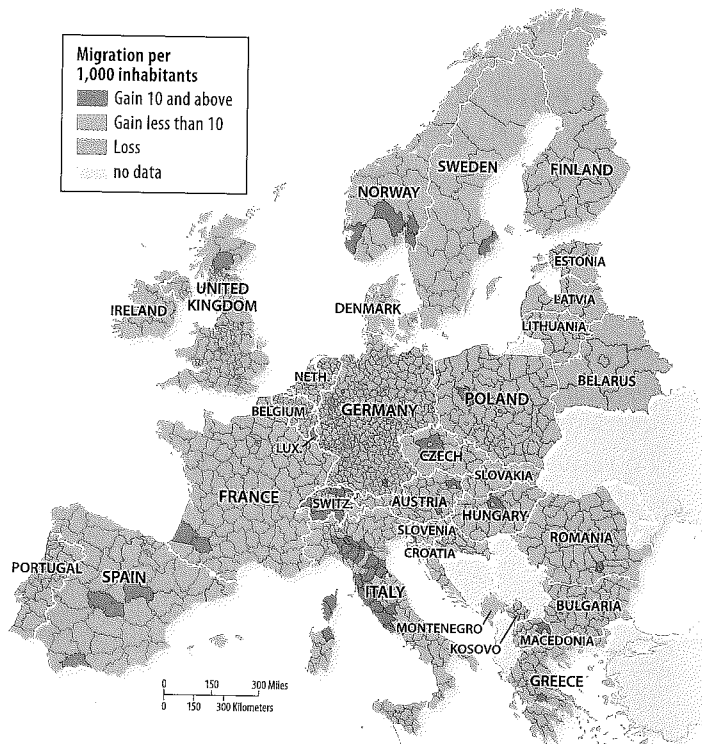 Migration per
1,000 inhabitants
Gain 10 and above
Gain less than 10
Loss
no data
SWEDEN
FINLAND
NORWAY
ESTONIA
UNITED
KINGDOM
LATVIA
IRELAND
DENMARK
LITHUANIA
NETH.
BELARUS
BELGIUM
GERMANY
POLAND
LUX.
CZECH
SLOVAKIA
FRANCE
SWITZ.
AUSTRIA
HUNGARY
SLOVENIA
ROMANIA
CROATIA
PORTUGAL
SPAIN
ITALY
BULGARIA
MONTENEGRO
MACEDONIA
KOSOVO
GREECE
0 150 300 Miles
0 150 300 Kilometers